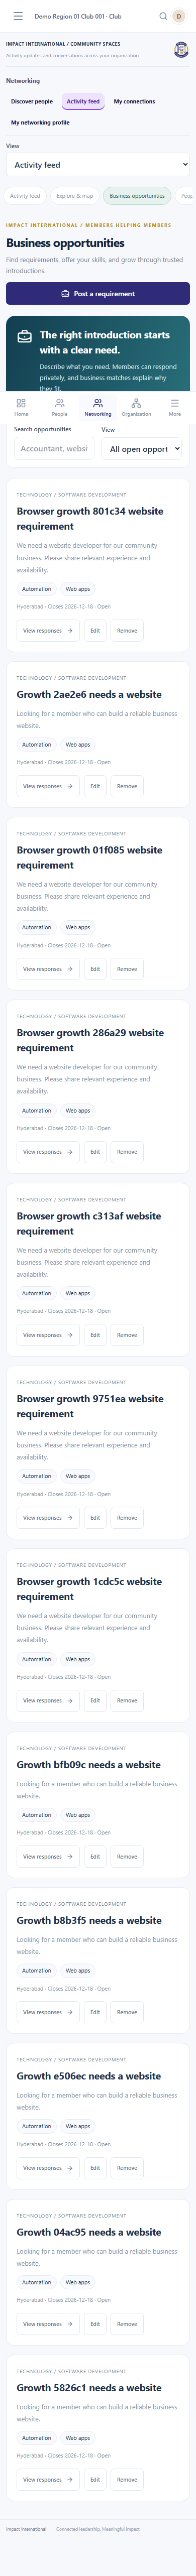 Demo Region 01 Club 001 · Club
D
IMPACT INTERNATIONAL / COMMUNITY SPACES
Activity, updates and conversations across your organization.
Networking
Discover people
Activity feed
My connections
My networking profile
View
Activity feed
Activity feed
Explore & map
Business opportunities
IMPACT INTERNATIONAL / MEMBERS HELPING MEMBERS
Business opportunities
Find requirements, offer your skills, and grow through trusted
introductions.
Post a requirement
The right introduction starts
with a clear need.
Describe what you need. Members can respond
privately, and business matches explain why
they fit.
Home
People
Networking
Organization
More
Search opportunities
View
Accountant, websi
All open opport
TECHNOLOGY / SOFTWARE DEVELOPMENT
Browser growth 801c34 website
requirement
We need a website developer for our community
business. Please share relevant experience and
availability.
Automation
Web apps
Hyderabad · Closes 2026-12-18 · Open
View responses
Edit
Remove
TECHNOLOGY / SOFTWARE DEVELOPMENT
Growth 2ae2e6 needs a website
Looking for a member who can build a reliable business
website.
Automation
Web apps
Hyderabad · Closes 2026-12-18 · Open
View responses
Edit
Remove
TECHNOLOGY / SOFTWARE DEVELOPMENT
Browser growth 01f085 website
requirement
We need a website developer for our community
business. Please share relevant experience and
availability.
Automation
Web apps
Hyderabad · Closes 2026-12-18 · Open
View responses
Edit
Remove
TECHNOLOGY / SOFTWARE DEVELOPMENT
Browser growth 286a29 website
requirement
We need a website developer for our community
business. Please share relevant experience and
availability.
Automation
Web apps
Hyderabad · Closes 2026-12-18 · Open
View responses
Edit
Remove
TECHNOLOGY / SOFTWARE DEVELOPMENT
Browser growth c313af website
requirement
We need a website developer for our community
business. Please share relevant experience and
availability.
Automation
Web apps
Hyderabad · Closes 2026-12-18 · Open
View responses
Edit
Remove
TECHNOLOGY / SOFTWARE DEVELOPMENT
Browser growth 9751ea website
requirement
We need a website developer for our community
business. Please share relevant experience and
availability.
Automation
Web apps
Hyderabad · Closes 2026-12-18 · Open
View responses
Edit
Remove
TECHNOLOGY / SOFTWARE DEVELOPMENT
Browser growth 1cdc5c website
requirement
We need a website developer for our community
business. Please share relevant experience and
availability.
Automation
Web apps
Hyderabad · Closes 2026-12-18 · Open
View responses
Edit
Remove
TECHNOLOGY / SOFTWARE DEVELOPMENT
Growth bfb09c needs a website
Looking for a member who can build a reliable business
website.
Automation
Web apps
Hyderabad · Closes 2026-12-18 · Open
View responses
Edit
Remove
TECHNOLOGY / SOFTWARE DEVELOPMENT
Growth b8b3f5 needs a website
Looking for a member who can build a reliable business
website.
Automation
Web apps
Hyderabad · Closes 2026-12-18 · Open
View responses
Edit
Remove
TECHNOLOGY / SOFTWARE DEVELOPMENT
Growth e506ec needs a website
Looking for a member who can build a reliable business
website.
Automation
Web apps
Hyderabad · Closes 2026-12-18 · Open
View responses
Edit
Remove
TECHNOLOGY / SOFTWARE DEVELOPMENT
Growth 04ac95 needs a website
Looking for a member who can build a reliable business
website.
Automation
Web apps
Hyderabad · Closes 2026-12-18 · Open
View responses
Edit
Remove
TECHNOLOGY / SOFTWARE DEVELOPMENT
Growth 5826c1 needs a website
Looking for a member who can build a reliable business
website.
Automation
Web apps
Hyderabad · Closes 2026-12-18 · Open
View responses
Edit
Remove
Impact International
Connected leadership. Meaningful impact.